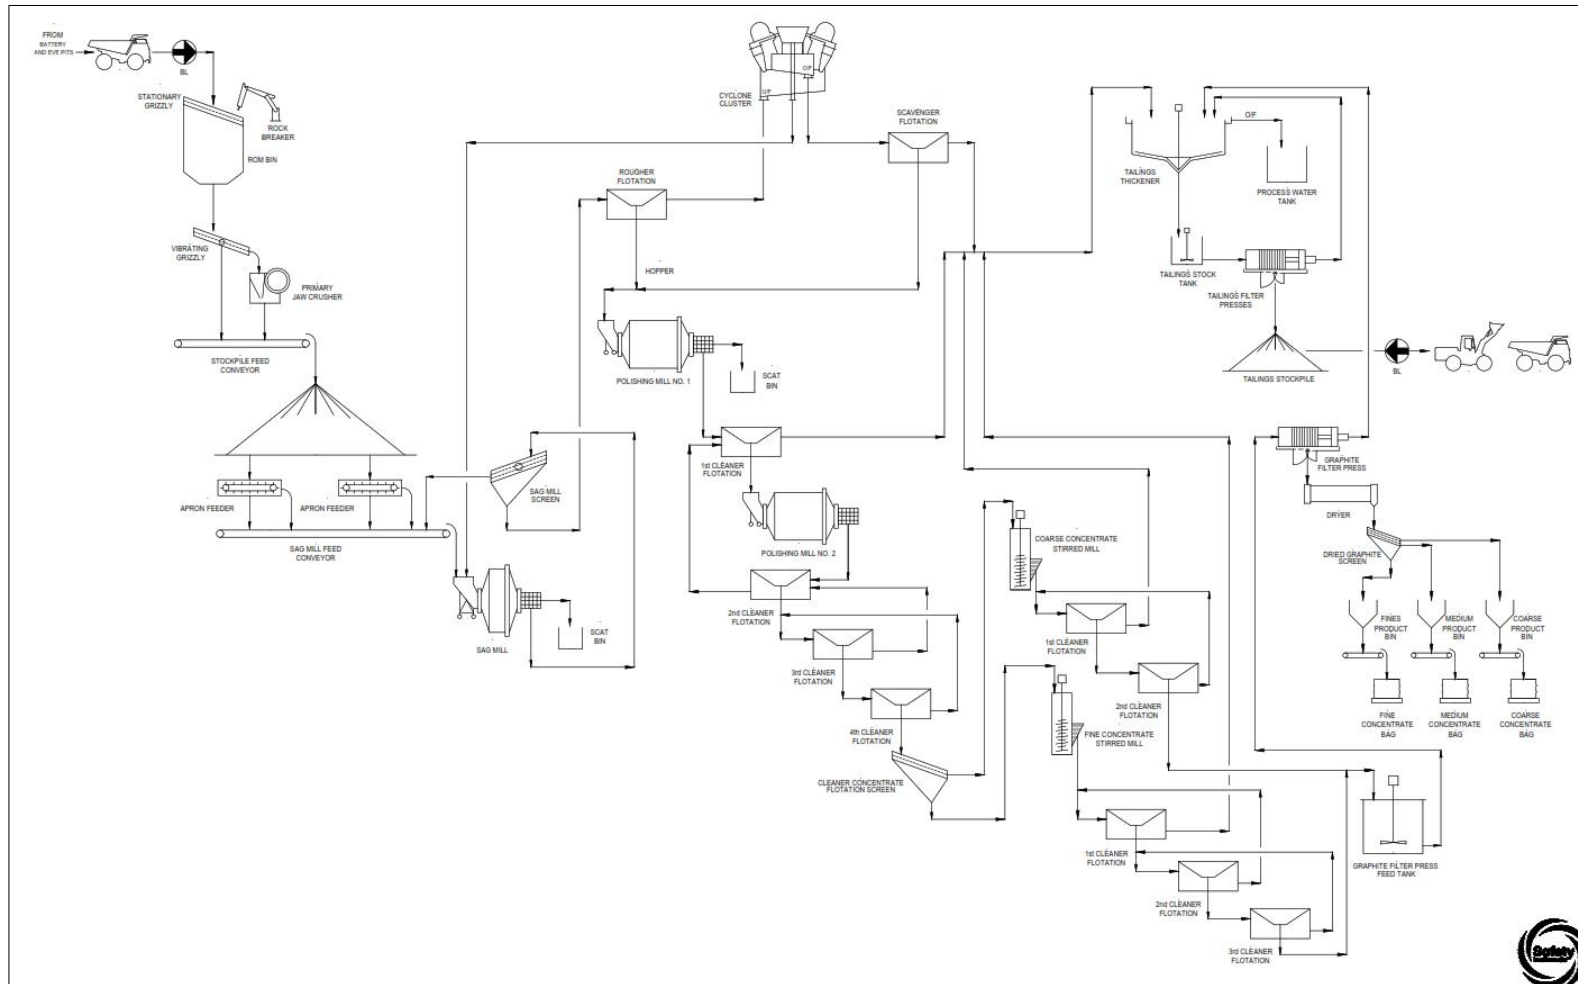 FROM
BATTERY
AND EVE PITS
BL
STATIONARY
GRIZZLY
ROCK
BREAKER
ROM BIN
VIBRATING
GRIZZLY
PRIMARY
JAW CRUSHER
STOCKPILE FEED
CONVEYOR
APRON FEEDER
APRON FEEDER
SAG MILL FEED
CONVEYOR
SAG MILL
SCREEN
SAG MILL
SCAT
BIN
CYCLONE
CLUSTER
O/F
U/F
SCAVENGER
FLOTATION
ROUGHER
FLOTATION
HOPPER
POLISHING MILL NO. 1
SCAT
BIN
1st CLEANER
FLOTATION
POLISHING MILL NO. 2
2nd CLEANER
FLOTATION
3rd CLEANER
FLOTATION
4th CLEANER
FLOTATION
CLEANER CONCENTRATE
FLOTATION SCREEN
COARSE CONCENTRATE
STIRRED MILL
1st CLEANER
FLOTATION
2nd CLEANER
FLOTATION
FINE CONCENTRATE
STIRRED MILL
1st CLEANER
FLOTATION
2nd CLEANER
FLOTATION
3rd CLEANER
FLOTATION
TAILINGS
THICKENER
O/F
PROCESS WATER
TANK
TAILINGS STOCK
TANK
TAILINGS FILTER
PRESSES
TAILINGS STOCKPILE
BL
GRAPHITE
FILTER PRESS
DRYER
DRIED GRAPHITE
SCREEN
FINES
PRODUCT
BIN
MEDIUM
PRODUCT
BIN
COARSE
PRODUCT
BIN
FINE
CONCENTRATE
BAG
MEDIUM
CONCENTRATE
BAG
COARSE
CONCENTRATE
BAG
GRAPHITE FILTER PRESS
FEED TANK
Safety